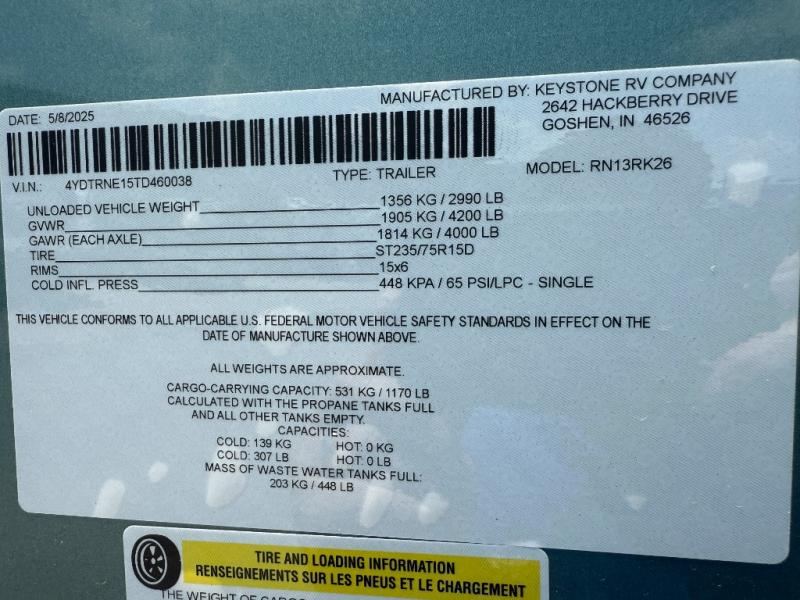 DATE: 5/8/2025
MANUFACTURED BY: KEYSTONE RV COMPANY
2642 HACKBERRY DRIVE
GOSHEN, IN 46526
V.I.N.: 4YDTRNE15TD460038 TYPE: TRAILER MODEL: RN13RK26
UNLOADED VEHICLE WEIGHT 1356 KG / 2990 LB
GVWR 1905 KG / 4200 LB
GAWR (EACH AXLE) 1814 KG / 4000 LB
TIRE ST235/75R15D
RIMS 15x6
COLD INFL. PRESS 448 KPA / 65 PSI/LPC - SINGLE
THIS VEHICLE CONFORMS TO ALL APPLICABLE U.S. FEDERAL MOTOR VEHICLE SAFETY STANDARDS IN EFFECT ON THE
DATE OF MANUFACTURE SHOWN ABOVE.
ALL WEIGHTS ARE APPROXIMATE.
CARGO-CARRYING CAPACITY: 531 KG / 1170 LB
CALCULATED WITH THE PROPANE TANKS FULL
AND ALL OTHER TANKS EMPTY.
CAPACITIES:
COLD: 139 KG HOT: 0 KG
COLD: 307 LB HOT: 0 LB
MASS OF WASTE WATER TANKS FULL:
203 KG / 448 LB
TIRE AND LOADING INFORMATION
RENSEIGNEMENTS SUR LES PNEUS ET LE CHARGEMENT
THE WEIGHT OF